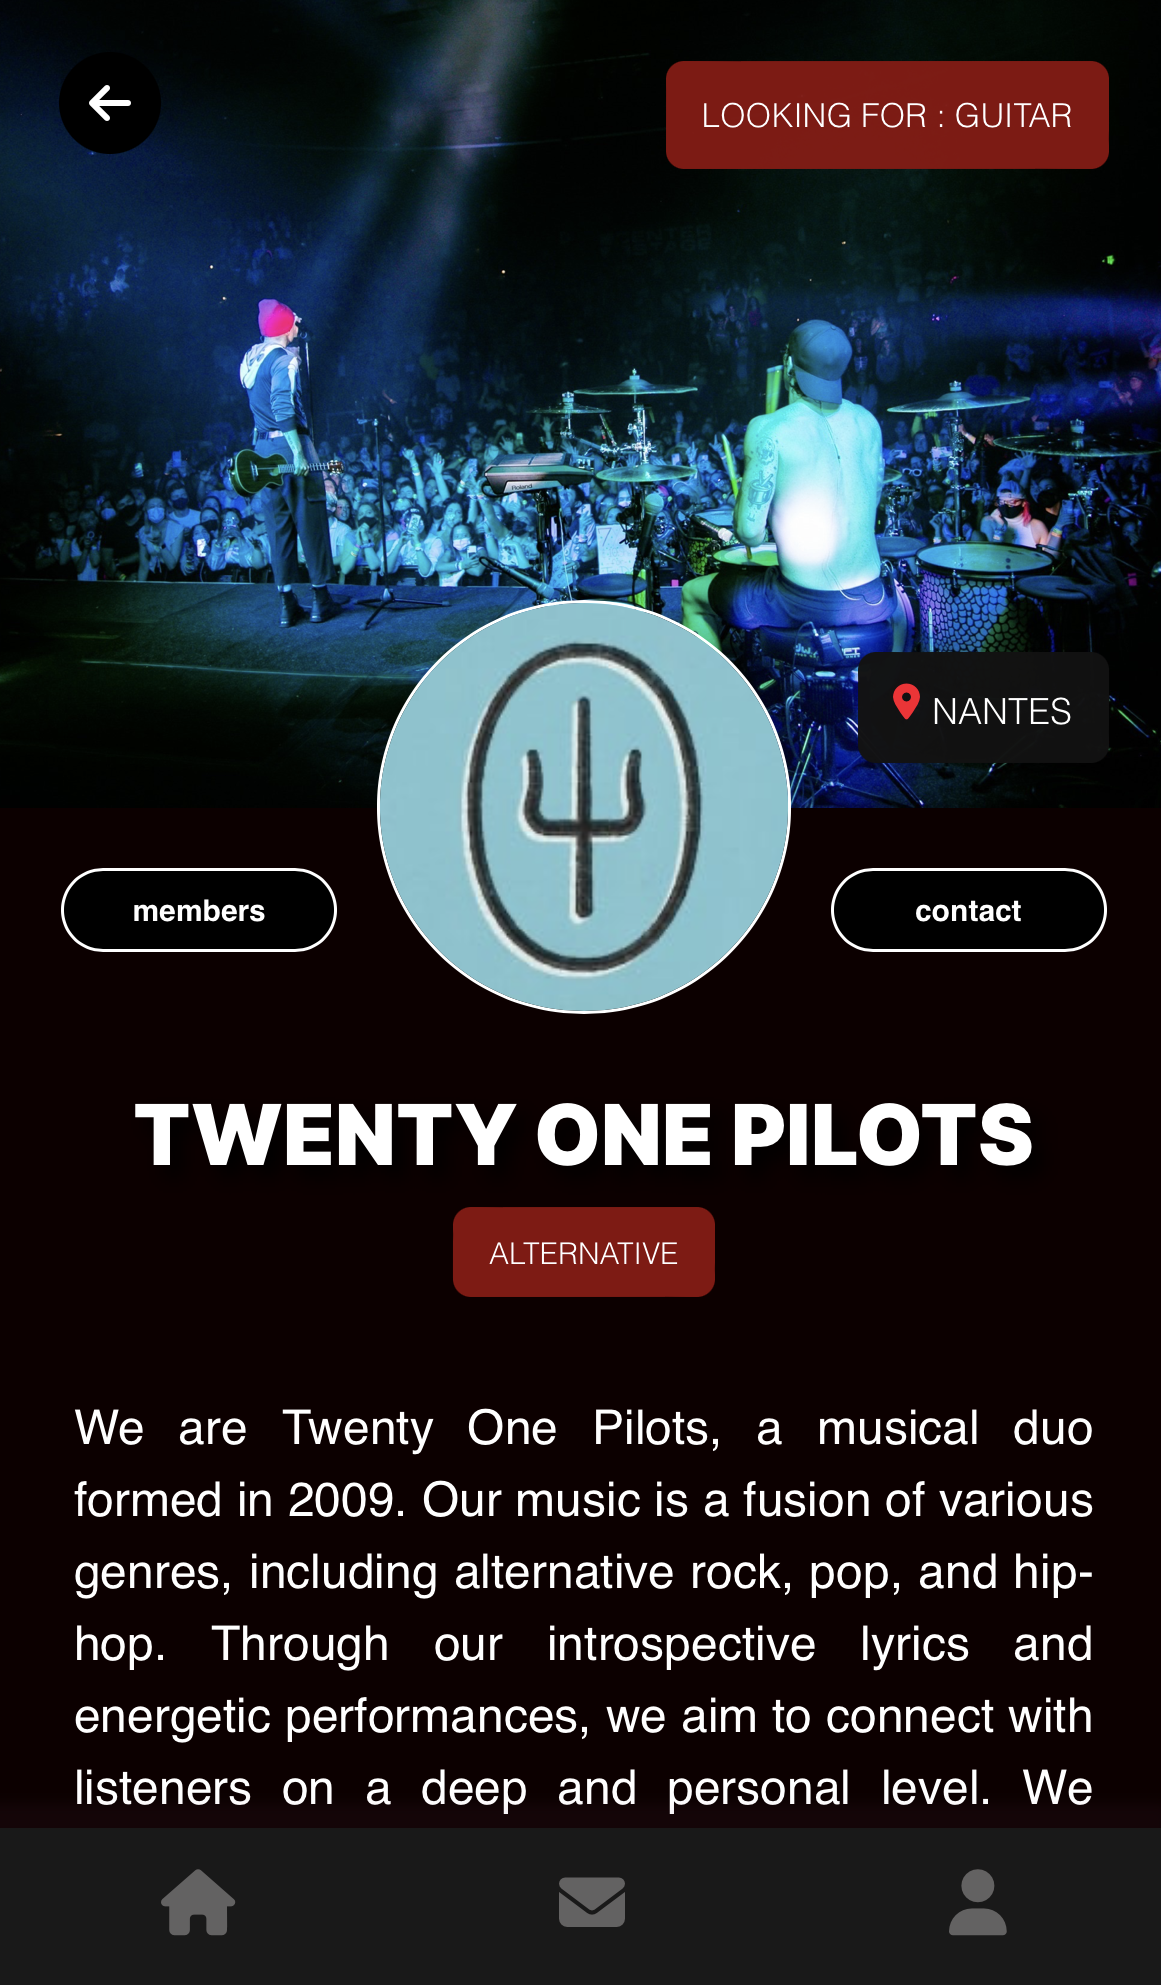 LOOKING FOR : GUITAR
Roland
NANTES
members
contact
TWENTY ONE PILOTS
ALTERNATIVE
We are Twenty One Pilots, a musical duo
formed in 2009. Our music is a fusion of various
genres, including alternative rock, pop, and hip-
hop. Through our introspective lyrics and
energetic performances, we aim to connect with
listeners on a deep and personal level. We